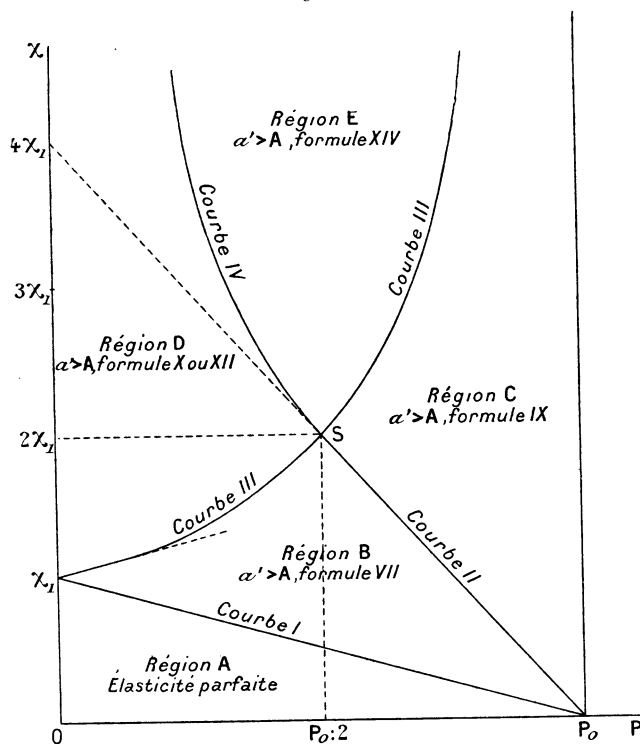 χ
Région E
α'>A, formule XIV
4χ₁
Courbe IV
Courbe III
3χ₁
Région D
α'>A, formule X ou XII
Région C
α'>A, formule IX
2χ₁
S
Courbe III
Courbe II
Région B
α'>A, formule VII
χ₁
Courbe I
Région A
Élasticité parfaite
0
P₀:2
P₀
P